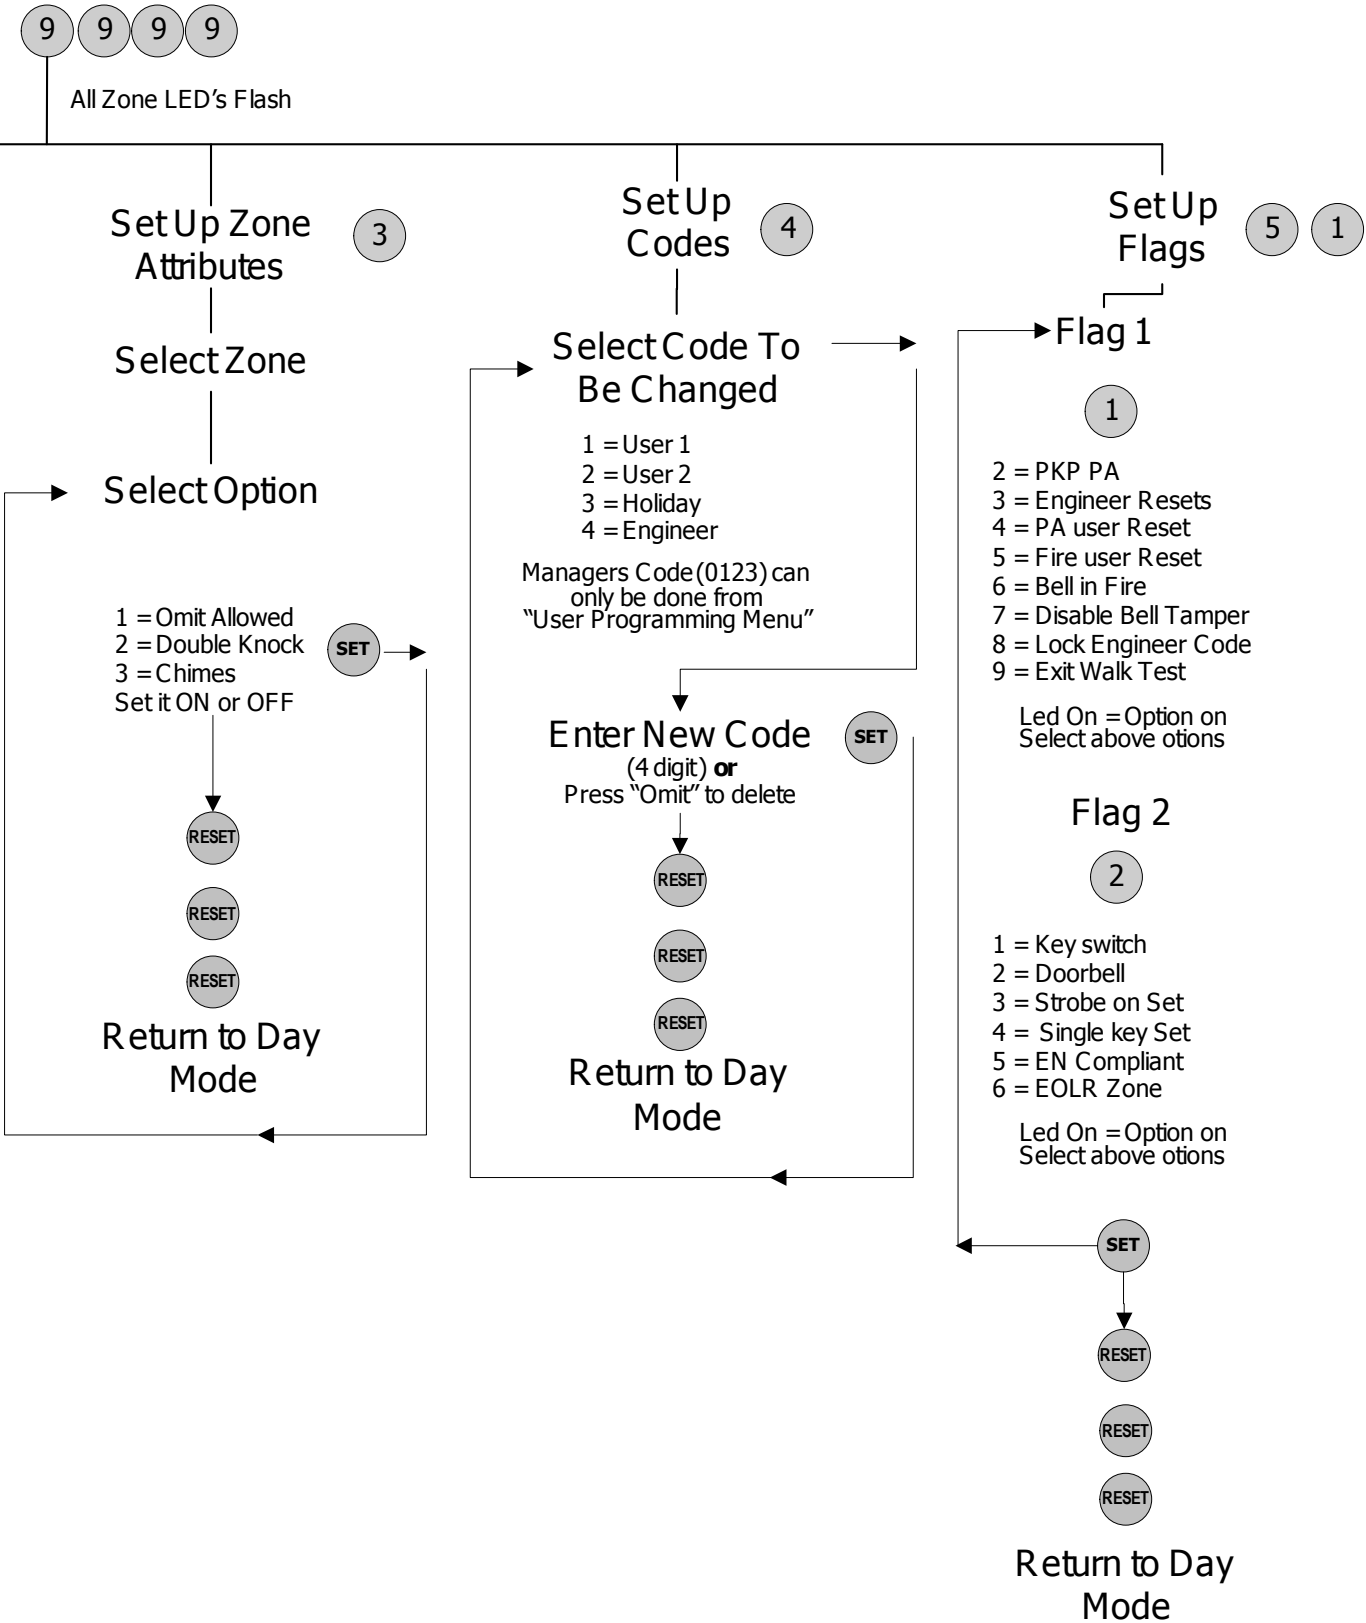 9 9 9 9
All Zone LED's Flash
Set Up Zone
Attributes
3
Select Zone
Select Option
1 = Omit Allowed
2 = Double Knock
3 = Chimes
Set it ON or OFF
SET
RESET
RESET
RESET
Return to Day
Mode
Set Up
Codes
4
Select Code To
Be Changed
1 = User 1
2 = User 2
3 = Holiday
4 = Engineer
Managers Code (0123) can
only be done from
“User Programming Menu”
Enter New Code
(4 digit) or
Press “Omit” to delete
SET
RESET
RESET
RESET
Return to Day
Mode
Set Up
Flags
5 1
Flag 1
1
2 = PKP PA
3 = Engineer Resets
4 = PA user Reset
5 = Fire user Reset
6 = Bell in Fire
7 = Disable Bell Tamper
8 = Lock Engineer Code
9 = Exit Walk Test
Led On = Option on
Select above otions
Flag 2
2
1 = Key switch
2 = Doorbell
3 = Strobe on Set
4 = Single key Set
5 = EN Compliant
6 = EOLR Zone
Led On = Option on
Select above otions
SET
RESET
RESET
RESET
Return to Day
Mode